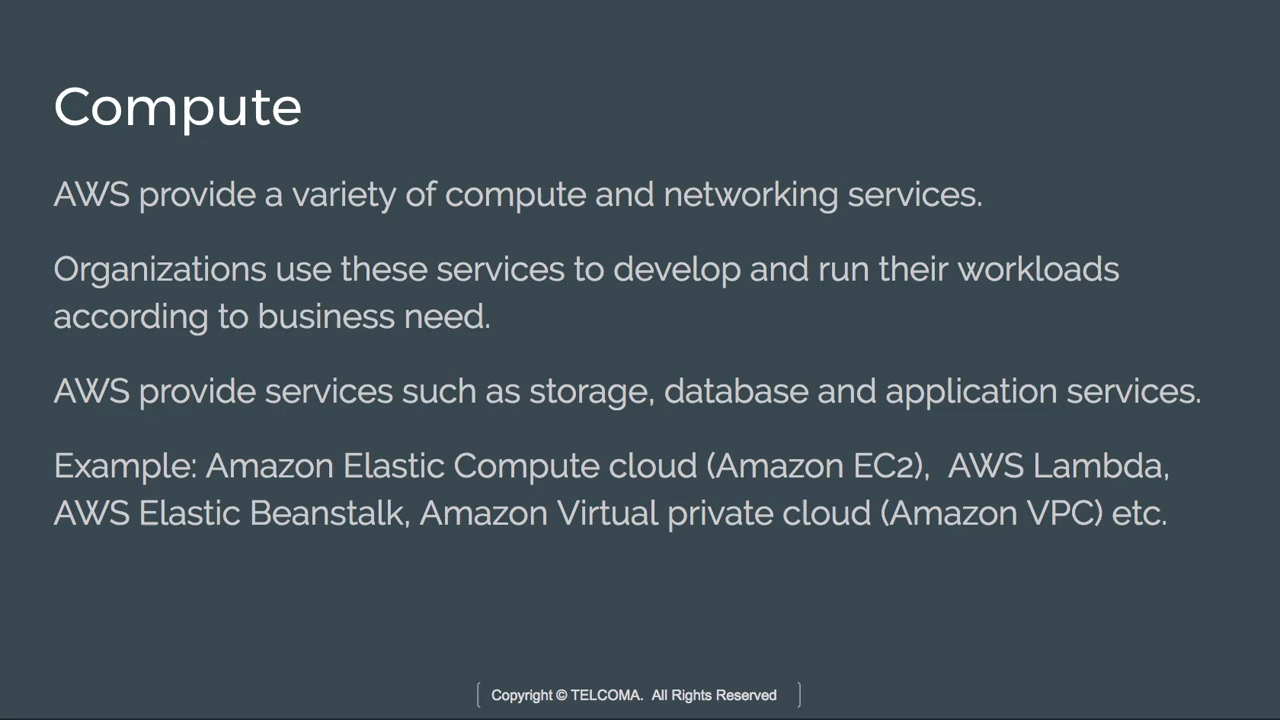 Compute
AWS provide a variety of compute and networking services.
Organizations use these services to develop and run their workloads
according to business need.
AWS provide services such as storage, database and application services.
Example: Amazon Elastic Compute cloud (Amazon EC2),  AWS Lambda,
AWS Elastic Beanstalk, Amazon Virtual private cloud (Amazon VPC) etc.
Copyright © TELCOMA.  All Rights Reserved